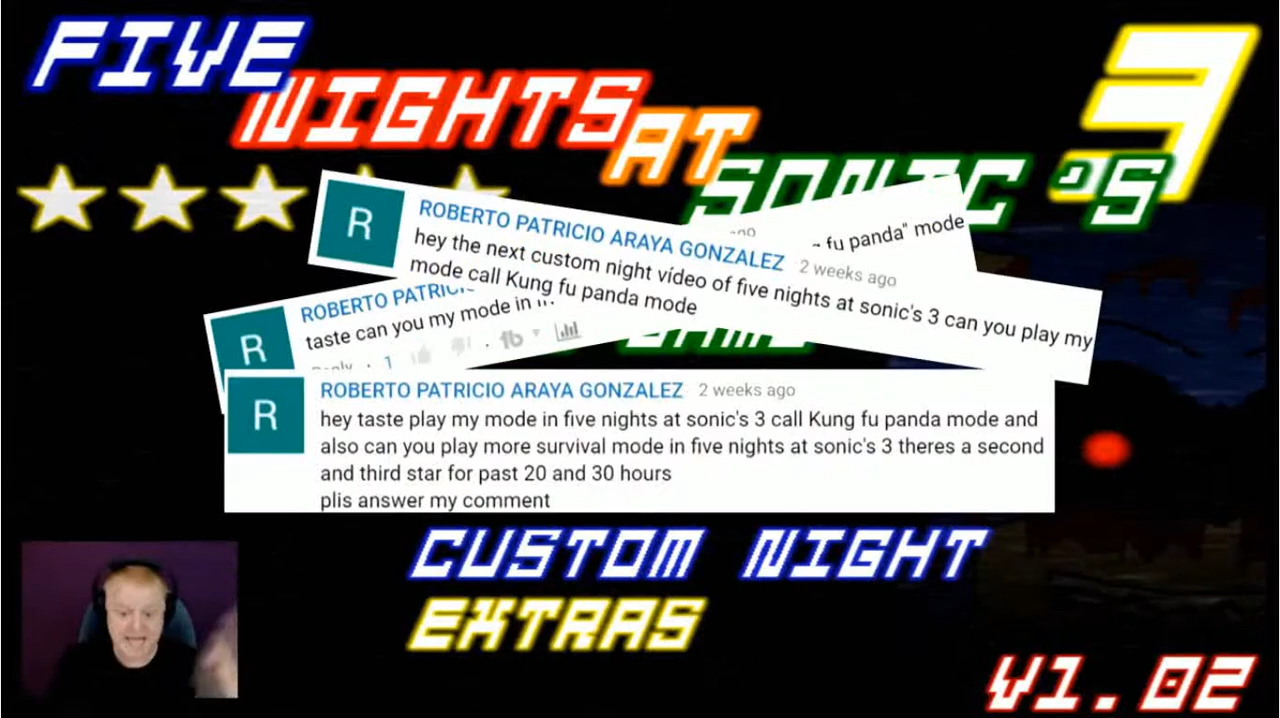 FIVE
NIGHTS
AT
SONIC'S
3
fu panda" mode
R
ROBERTO PATRICIO ARAYA GONZALEZ 2 weeks ago
hey the next custom night vídeo of five nights at sonic's 3 can you play my
mode call Kung fu panda mode
R
ROBERTO
taste can you my mode in
1
R
ROBERTO PATRICIO ARAYA GONZALEZ 2 weeks ago
hey taste play my mode in five nights at sonic's 3 call Kung fu panda mode and
also can you play more survival mode in five nights at sonic's 3 theres a second
and third star for past 20 and 30 hours
plis answer my comment
CUSTOM NIGHT
EXTRAS
V1.02